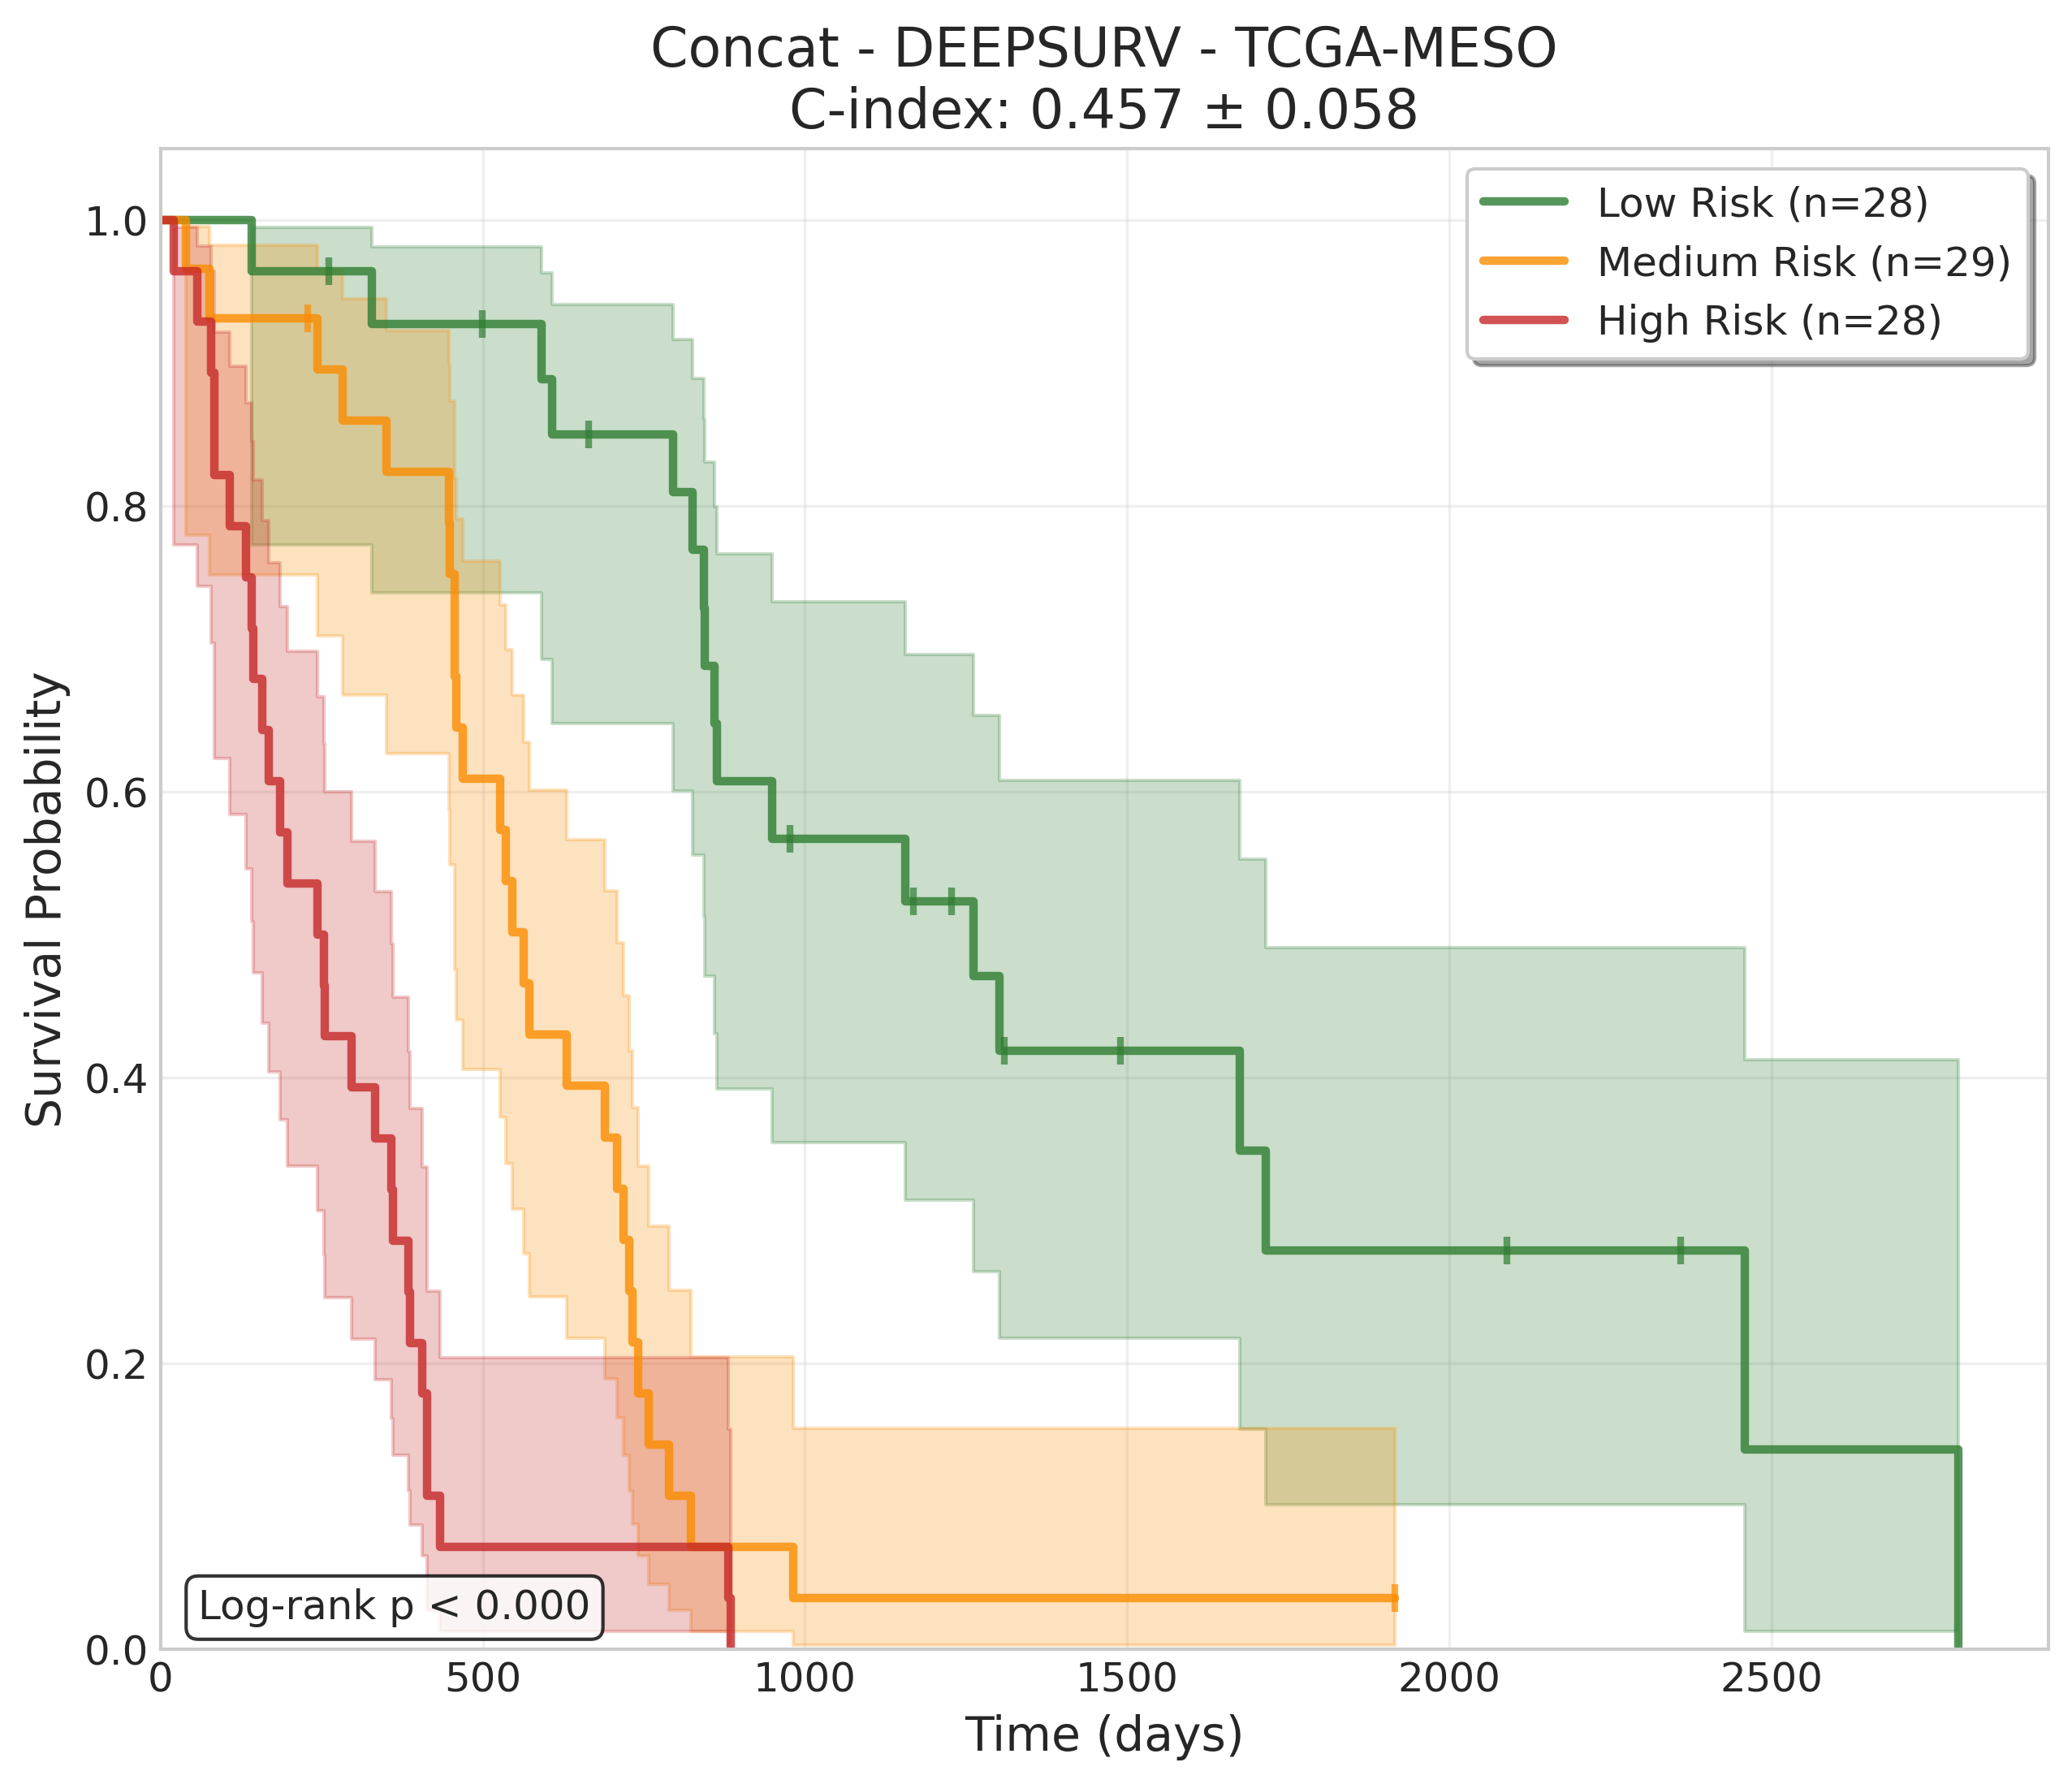 Concat - DEEPSURV - TCGA-MESO
C-index: 0.457 ± 0.058
Low Risk (n=28)
Medium Risk (n=29)
High Risk (n=28)
Survival Probability
1.0
0.8
0.6
0.4
0.2
0.0
Log-rank p < 0.000
0 500 1000 1500 2000 2500
Time (days)